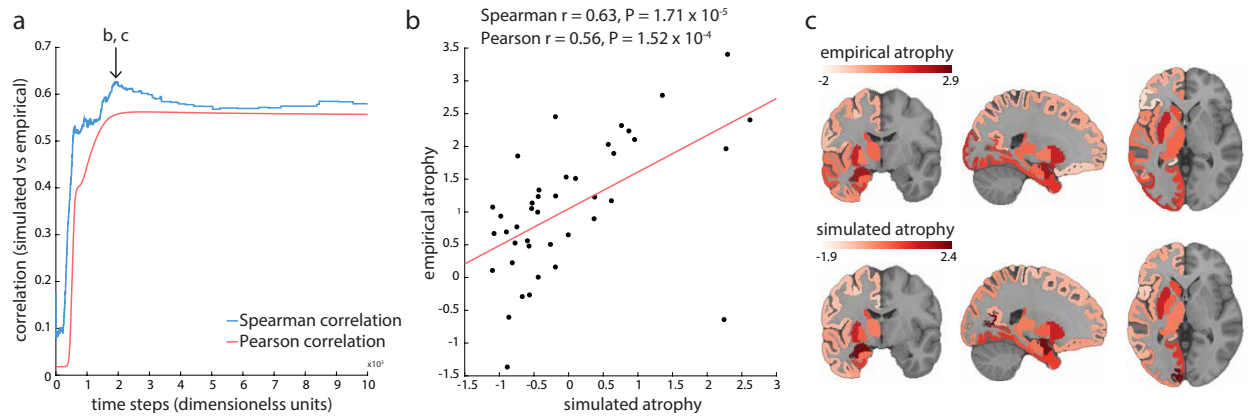 a
b, c
0.7
0.6
0.5
0.4
0.3
0.2
0.1
0
0
1
2
3
4
5
6
7
8
9
10
x10³
correlation (simulated vs empirical)
time steps (dimensionelss units)
Spearman correlation
Pearson correlation
b
Spearman r = 0.63, P = 1.71 x 10⁻⁵
Pearson r = 0.56, P = 1.52 x 10⁻⁴
3.5
3
2.5
2
1.5
1
0.5
0
-0.5
-1
-1.5
-1.5
-1
-0.5
0
0.5
1
1.5
2
2.5
3
empirical atrophy
simulated atrophy
c
empirical atrophy
-2
2.9
simulated atrophy
-1.9
2.4